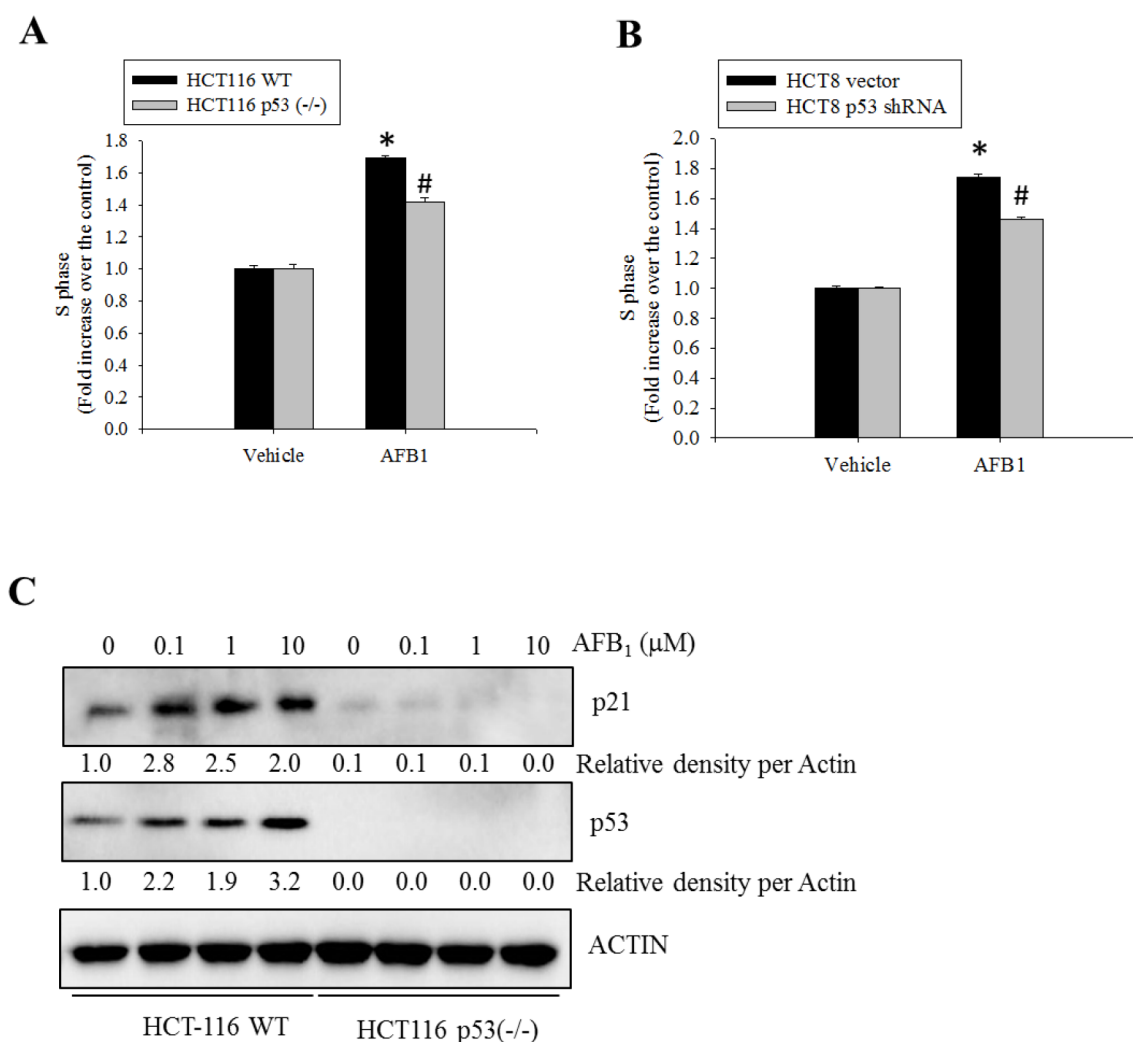 A
HCT116 WT
HCT116 p53 (-/-)
S phase
(Fold increase over the control)
1.8
1.6
1.4
1.2
1.0
0.8
0.6
0.4
0.2
0.0
*
#
Vehicle
AFB1
B
HCT8 vector
HCT8 p53 shRNA
S phase
(Fold increase over the control)
2.0
1.8
1.6
1.4
1.2
1.0
0.8
0.6
0.4
0.2
0.0
*
#
Vehicle
AFB1
C
0 0.1 1 10 0 0.1 1 10 AFB₁ (μM)
p21
1.0 2.8 2.5 2.0 0.1 0.1 0.1 0.0 Relative density per Actin
p53
1.0 2.2 1.9 3.2 0.0 0.0 0.0 0.0 Relative density per Actin
ACTIN
HCT-116 WT HCT116 p53(-/-)